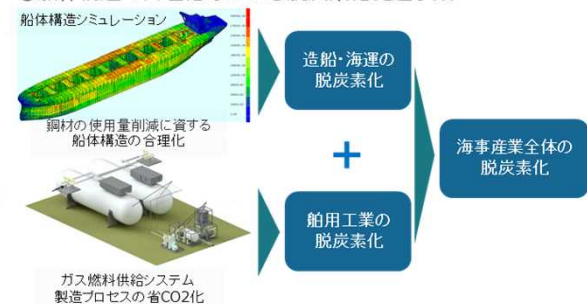 船体構造シミュレーション
造船・海運の
脱炭素化
鋼材の使用量削減に資する
船体構造の合理化
+
海事産業全体の
脱炭素化
舶用工業の
脱炭素化
ガス燃料供給システム
製造プロセスの省CO2化